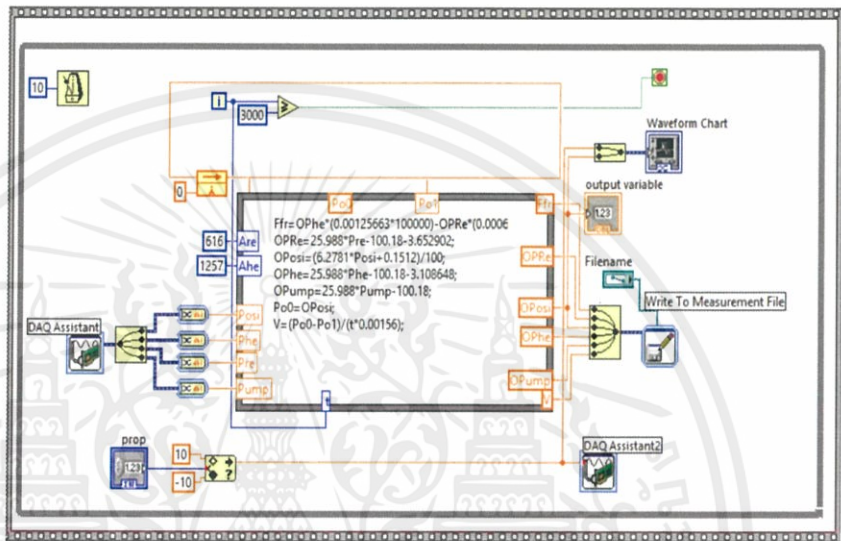 10
i
3000
Waveform Chart
0
Po0
Po1
Ffr
output variable
1.23
616
Are
1257
Ahe
Ffr=OPhe*(0.00125663*100000)-OPRe*(0.0006
OPRe=25.988*Pre-100.18-3.652902;
OPosi=(6.2781*Posi+0.1512)/100;
OPhe=25.988*Phe-100.18-3.108648;
OPump=25.988*Pump-100.18;
Po0=OPosi;
V=(Po0-Po1)/(t*0.00156);
OPRe
OPosi
OPhe
OPump
V
Filename
Write To Measurement File
DAQ Assistant
Posi
Phe
Pre
Pump
prop
1.23
10
-10
?
DAQ Assistant2